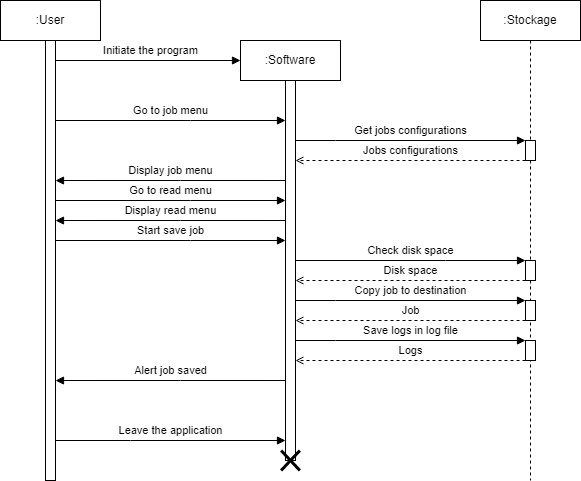 :User
:Stockage
Initiate the program
:Software
Go to job menu
Get jobs configurations
Jobs configurations
Display job menu
Go to read menu
Display read menu
Start save job
Check disk space
Disk space
Copy job to destination
Job
Save logs in log file
Logs
Alert job saved
Leave the application